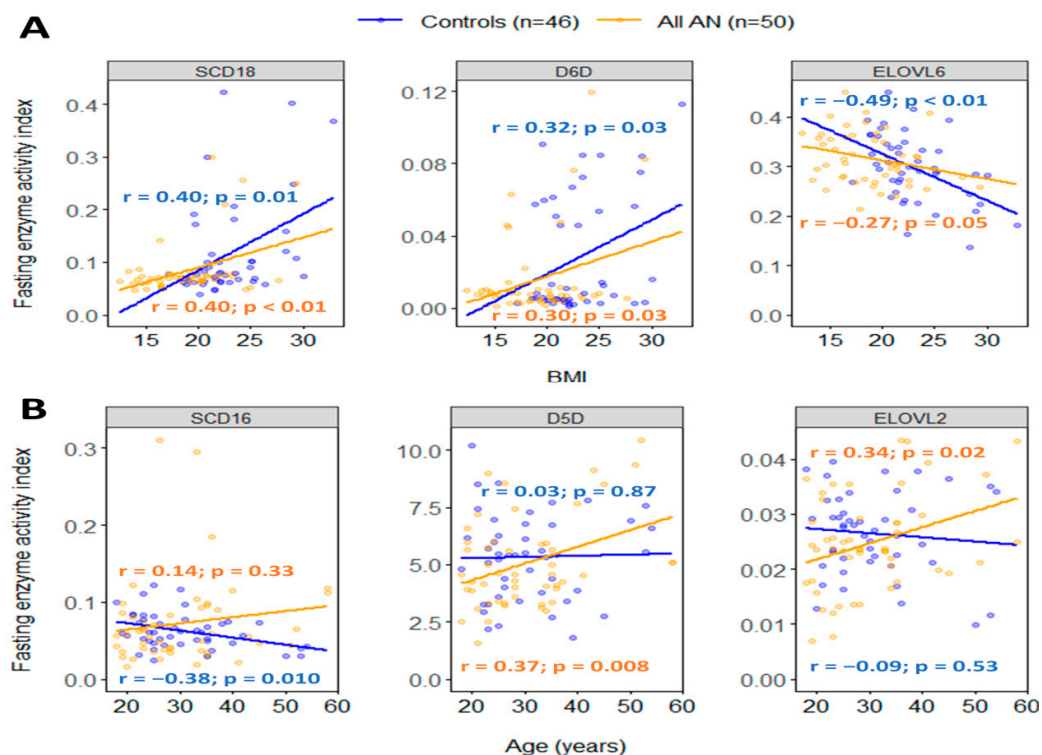 A
Controls (n=46) All AN (n=50)
SCD18 D6D ELOVL6
Fasting enzyme activity index
0.4
0.3
0.2
0.1
0.0
r = 0.40; p = 0.01
r = 0.40; p < 0.01
15 20 25 30
0.12
0.08
0.04
0.00
r = 0.32; p = 0.03
r = 0.30; p = 0.03
15 20 25 30
0.4
0.3
0.2
0.1
0.0
r = −0.49; p < 0.01
r = −0.27; p = 0.05
15 20 25 30
BMI
B
SCD16 D5D ELOVL2
Fasting enzyme activity index
0.3
0.2
0.1
0.0
r = 0.14; p = 0.33
r = −0.38; p = 0.010
20 30 40 50 60
10.0
7.5
5.0
2.5
0.0
r = 0.03; p = 0.87
r = 0.37; p = 0.008
20 30 40 50 60
0.04
0.03
0.02
0.01
0.00
r = 0.34; p = 0.02
r = −0.09; p = 0.53
20 30 40 50 60
Age (years)